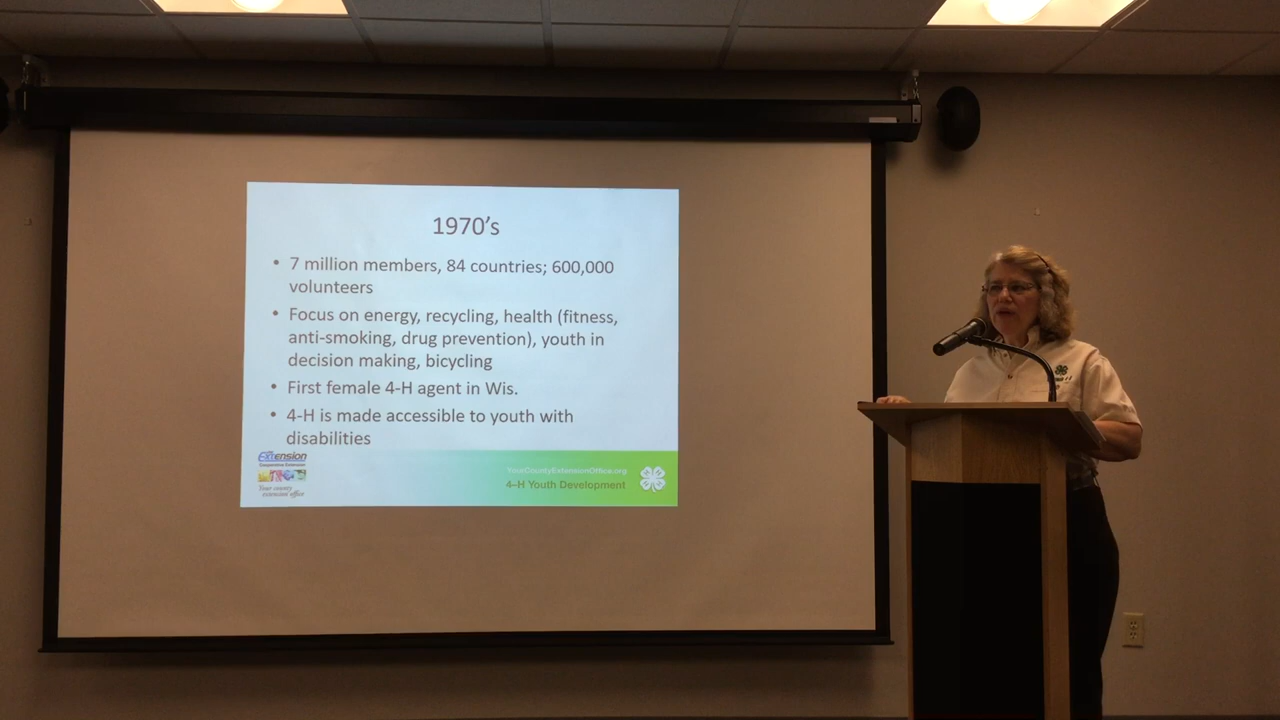 1970's
• 7 million members, 84 countries; 600,000
volunteers
• Focus on energy, recycling, health (fitness,
anti-smoking, drug prevention), youth in
decision making, bicycling
• First female 4-H agent in Wis.
• 4-H is made accessible to youth with
disabilities
Extension
Cooperative Extension
Your county
extension office
YourCountyExtensionOffice.org
4-H Youth Development